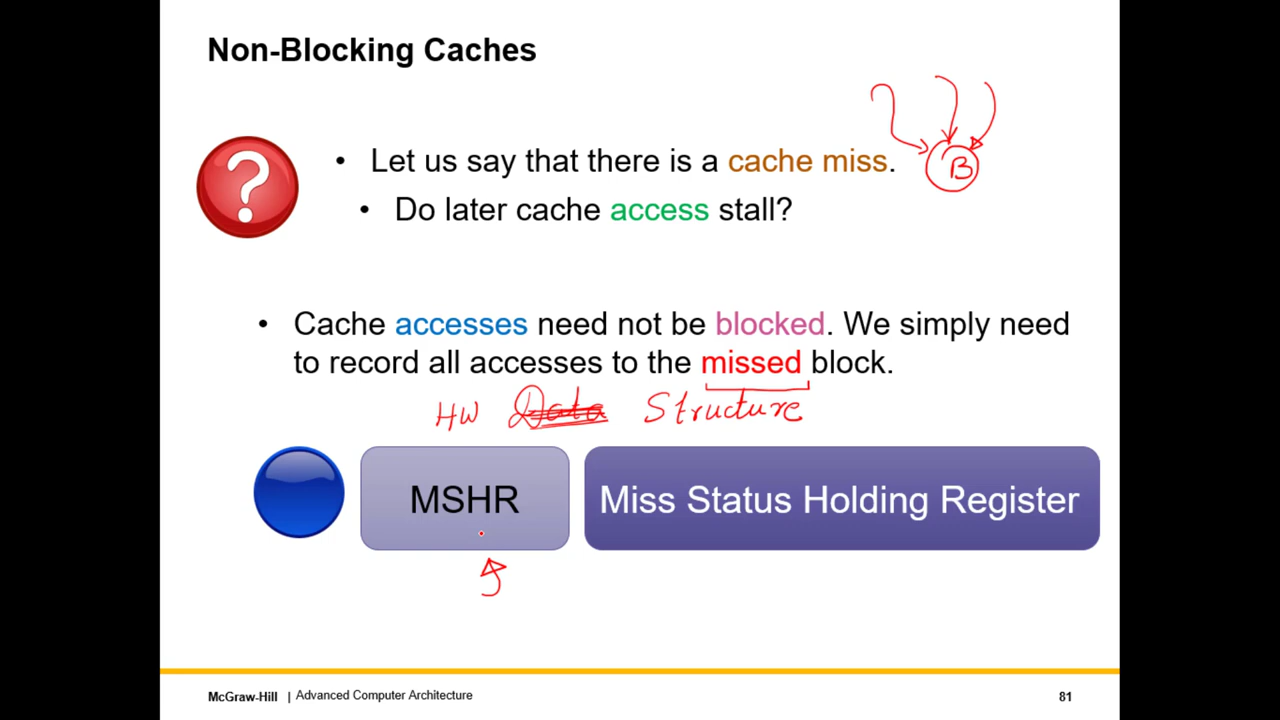 Non-Blocking Caches
?
• Let us say that there is a cache miss.
B
• Do later cache access stall?
• Cache accesses need not be blocked. We simply need
to record all accesses to the missed block.
HW Data Structure
MSHR
Miss Status Holding Register
McGraw-Hill | Advanced Computer Architecture
81